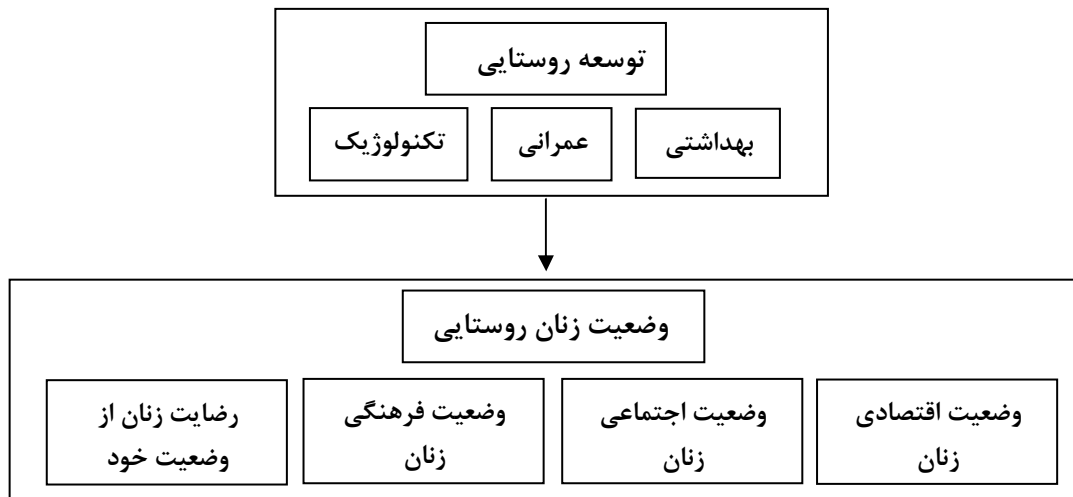 توسعه روستایی
بهداشتی
عمرانی
تکنولوژیک
وضعیت زنان روستایی
وضعیت اقتصادی
زنان
وضعیت اجتماعی
زنان
وضعیت فرهنگی
زنان
رضایت زنان از
وضعیت خود